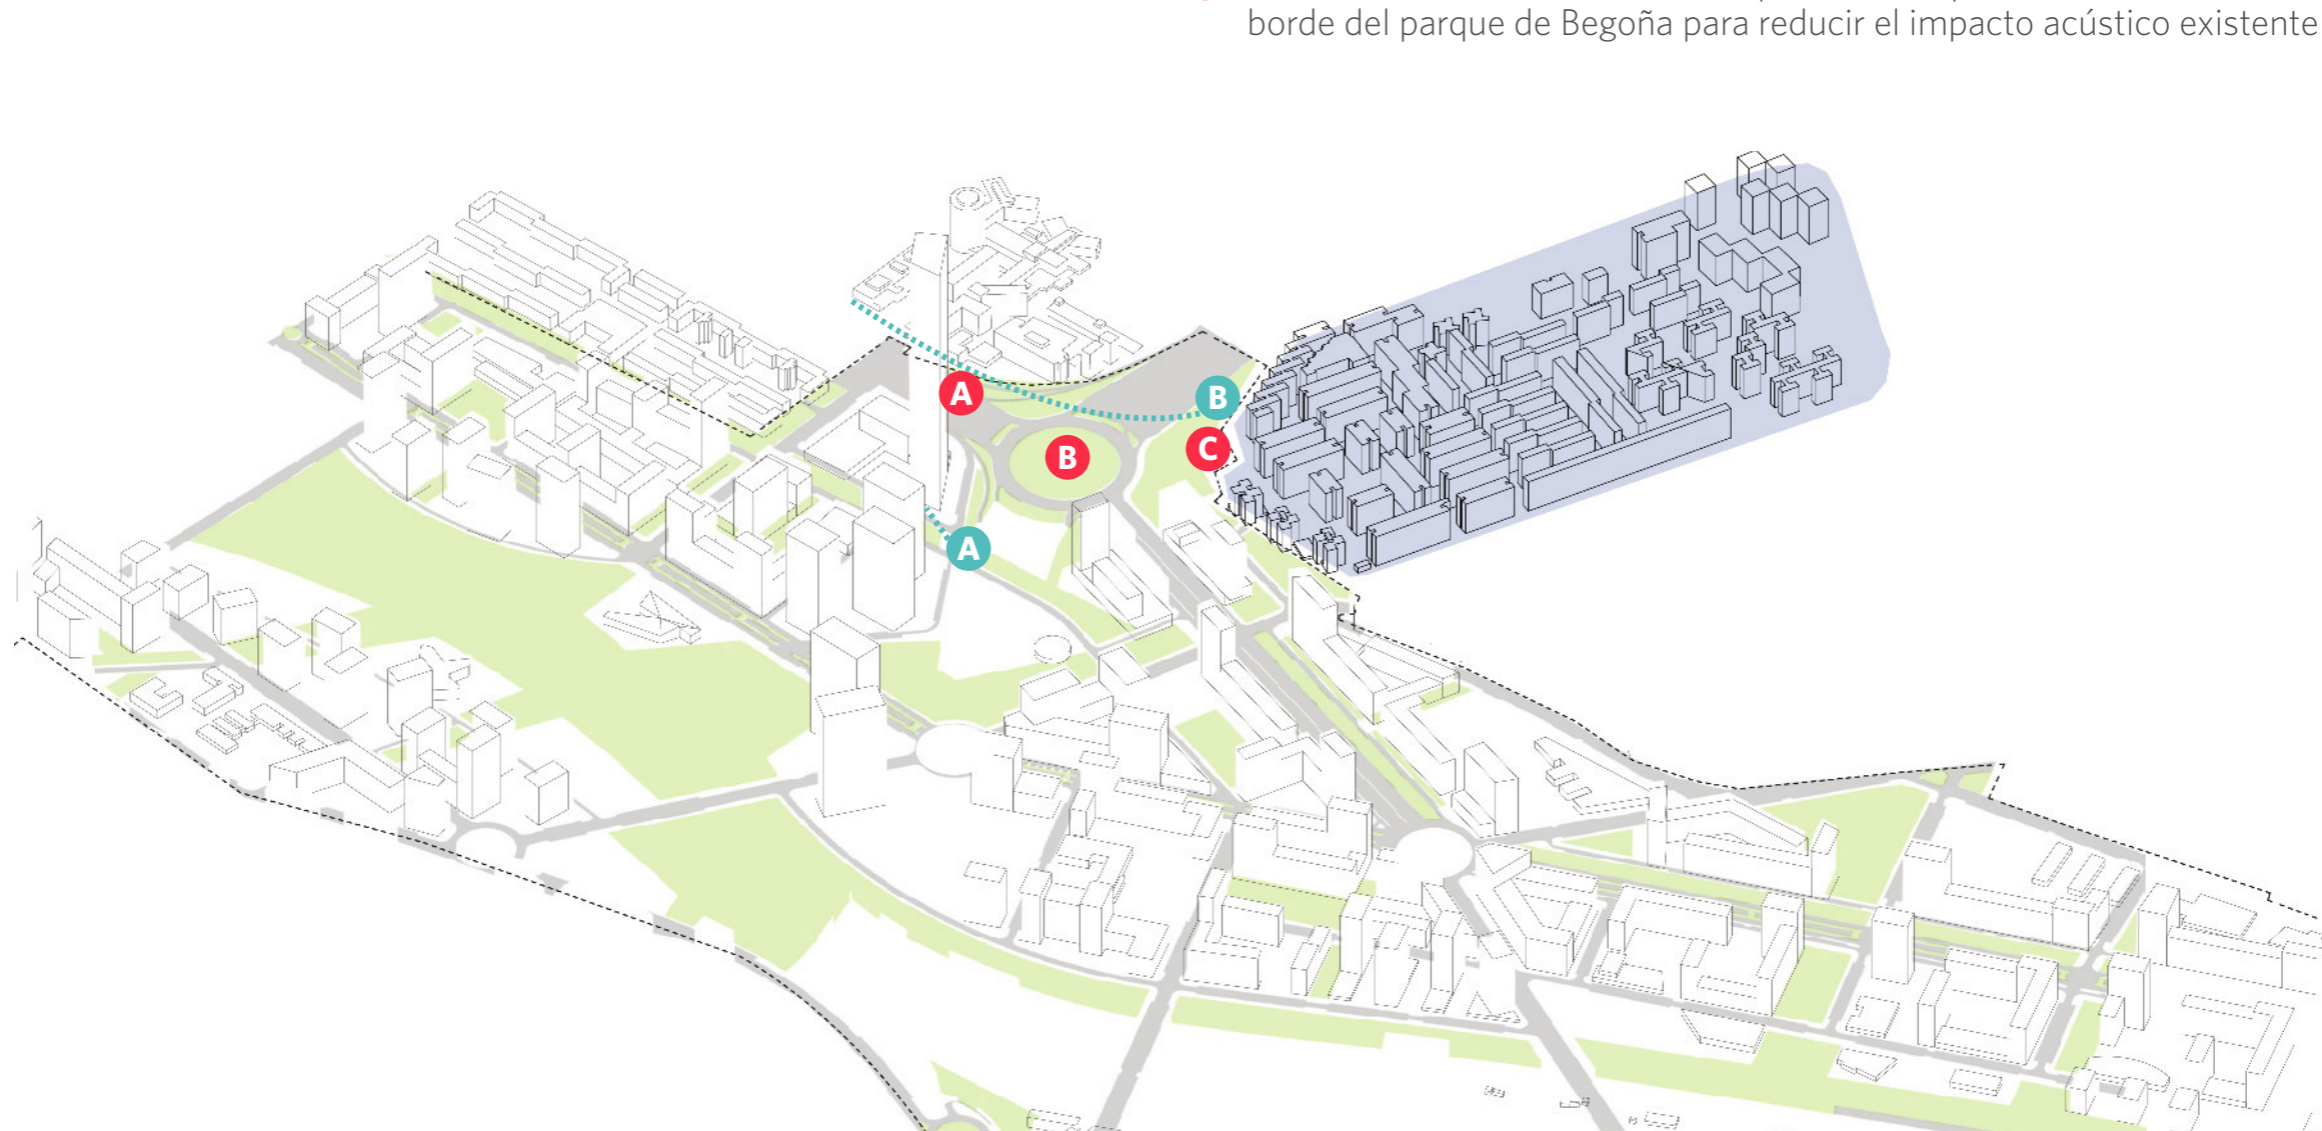 borde del parque de Begoña para reducir el impacto acústico existente
A
B
C
B
A